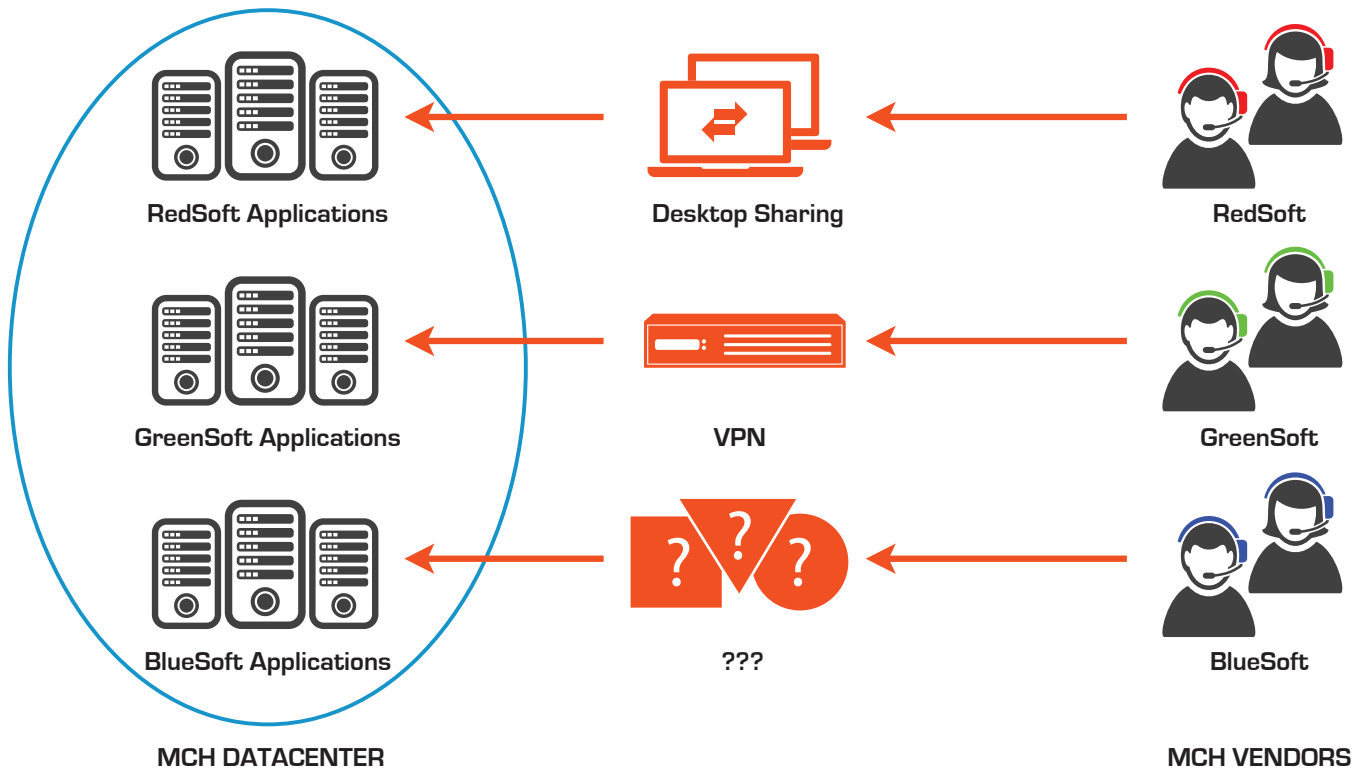 RedSoft Applications
Desktop Sharing
RedSoft
GreenSoft Applications
VPN
GreenSoft
? ? ?
BlueSoft Applications
???
BlueSoft
MCH DATACENTER
MCH VENDORS